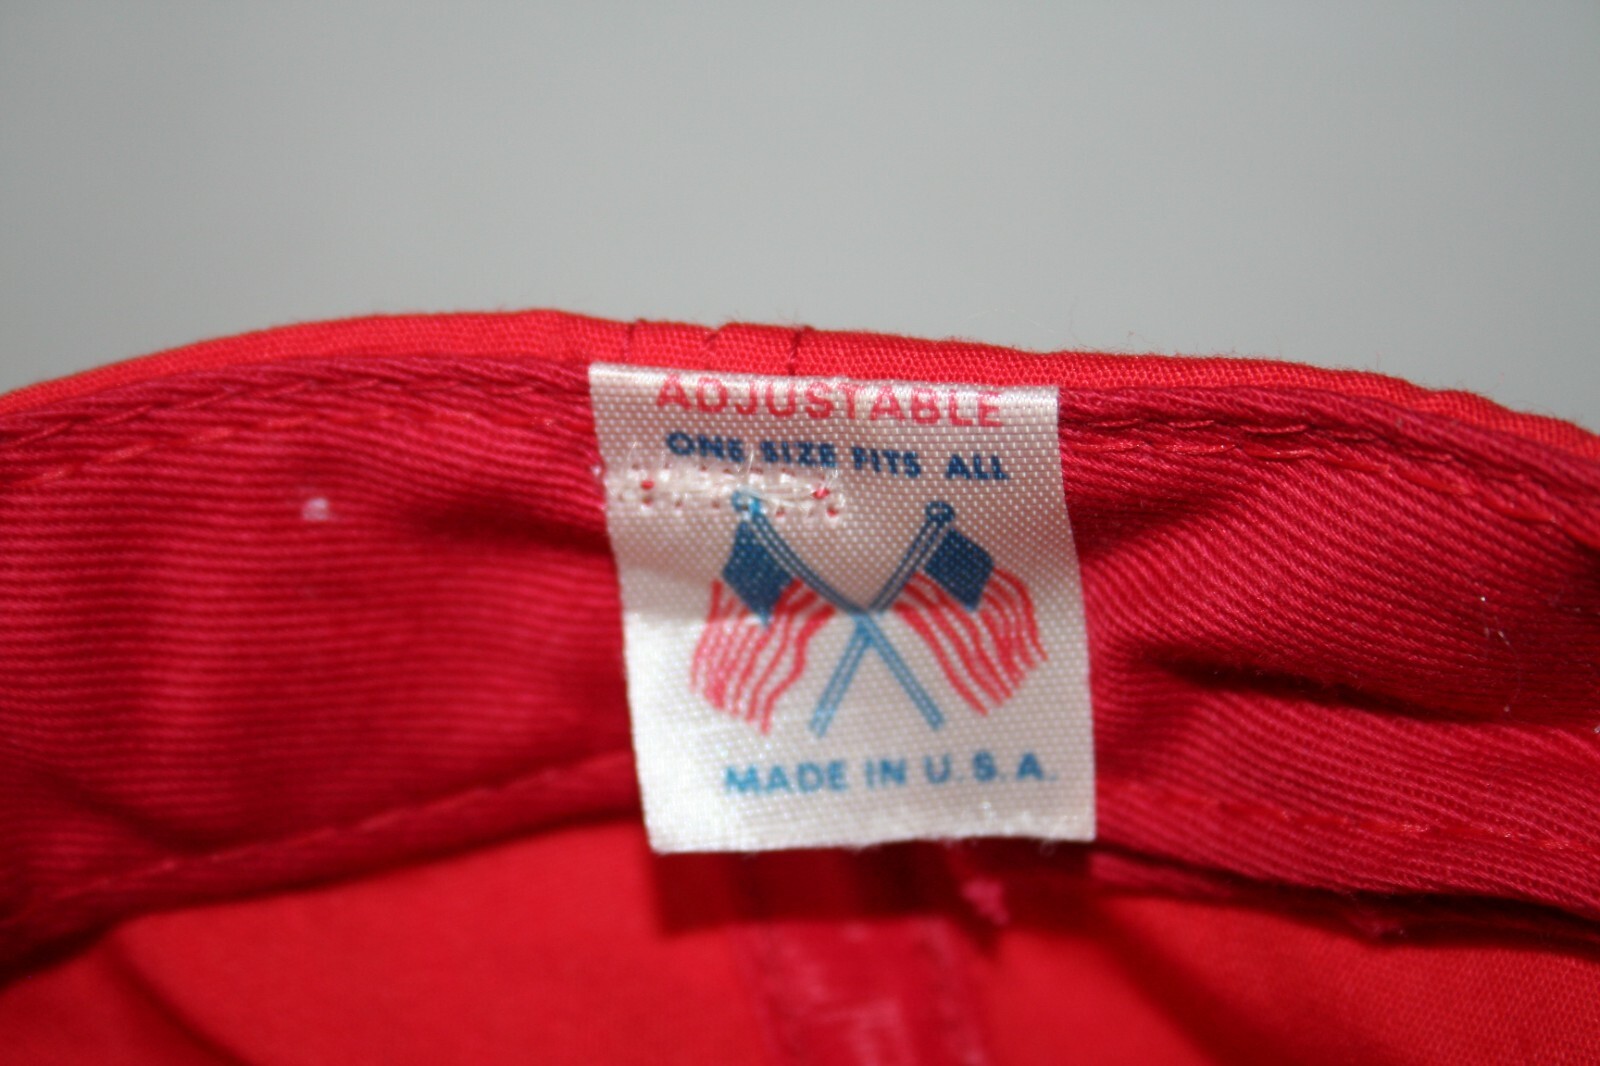 ADJUSTABLE
ONE SIZE FITS ALL
MADE IN U.S.A.